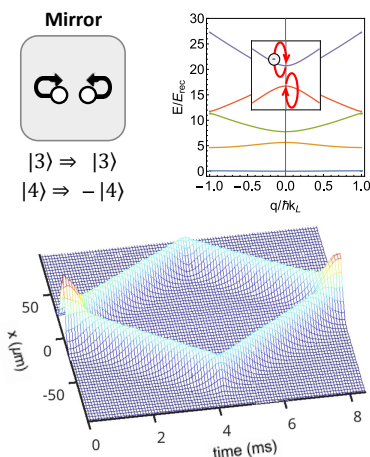 Mirror
|3⟩ ⇒ |3⟩
|4⟩ ⇒ −|4⟩
E/E_rec
30
25
20
15
10
5
0
-
-1.0 -0.5 0.0 0.5 1.0
q/ℏk_L
x (μm)
50
0
-50
0 2 4 6 8
time (ms)